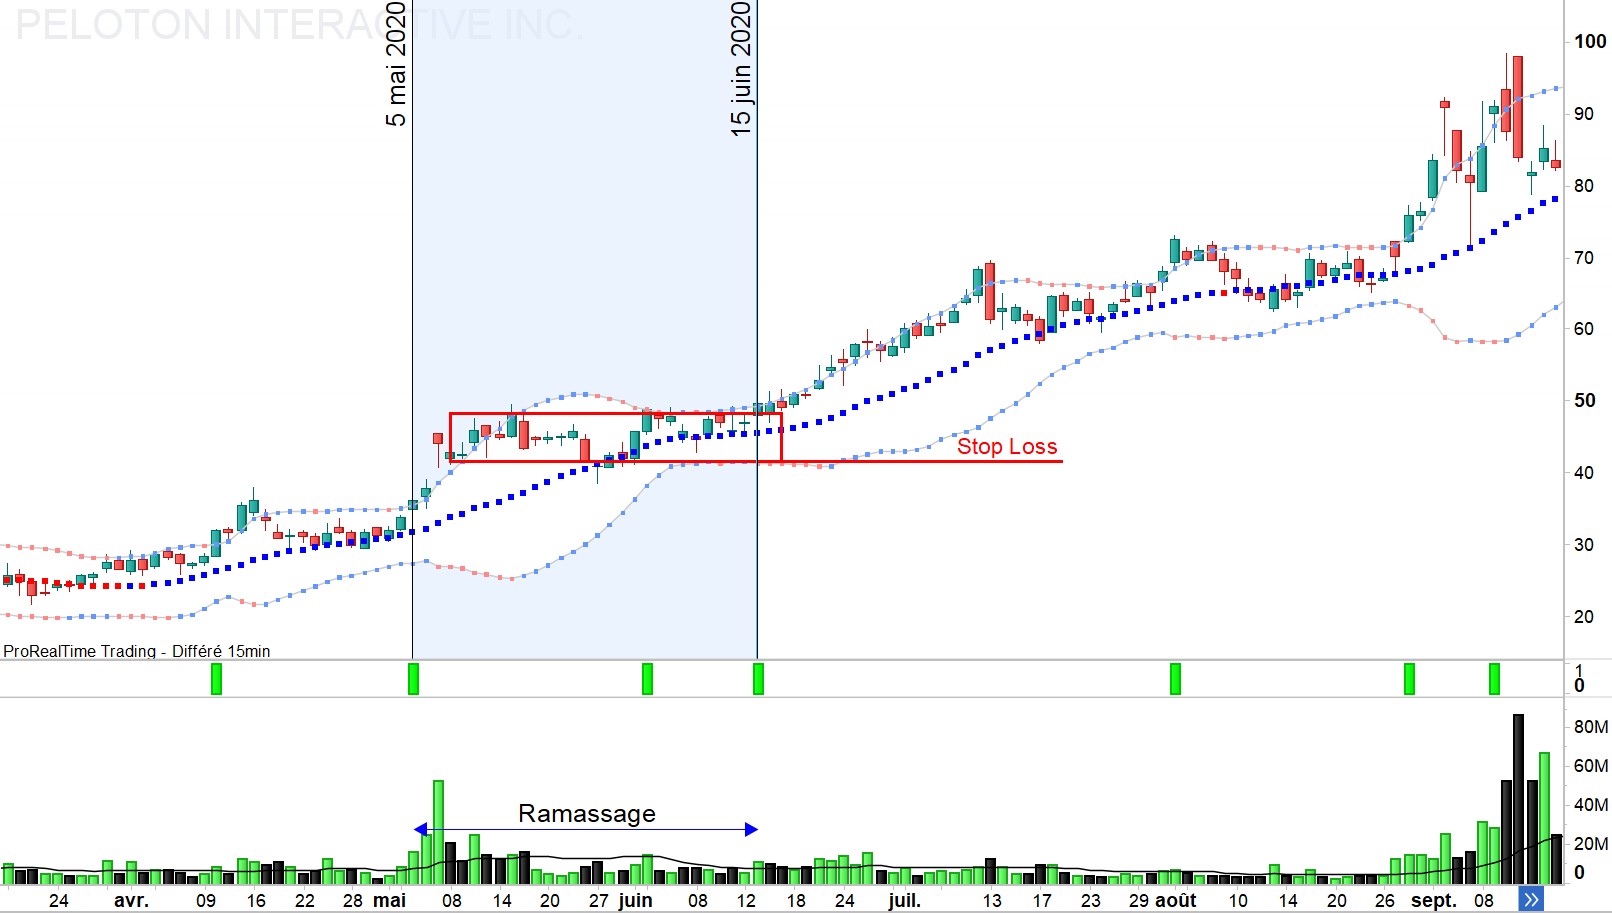 PELOTON INTERACTIVE INC.
5 mai 2020
15 juin 2020
100
90
80
70
60
50
40
30
20
Stop Loss
ProRealTime Trading - Différé 15min
1
0
Ramassage
80M
60M
40M
20M
0
24 avr. 09 16 22 28 mai 08 14 20 27 juin 08 12 18 24 juil. 13 17 23 29 août 10 14 20 26 sept. 08